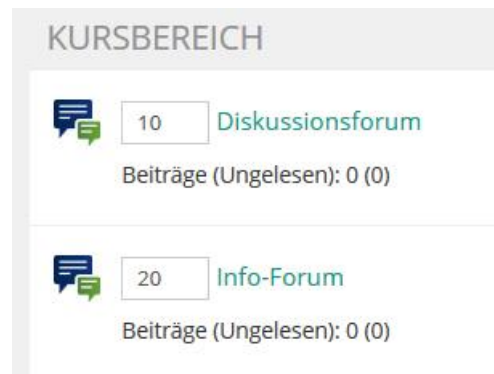 KURSBEREICH
10 Diskussionsforum
Beiträge (Ungelesen): 0 (0)
20 Info-Forum
Beiträge (Ungelesen): 0 (0)